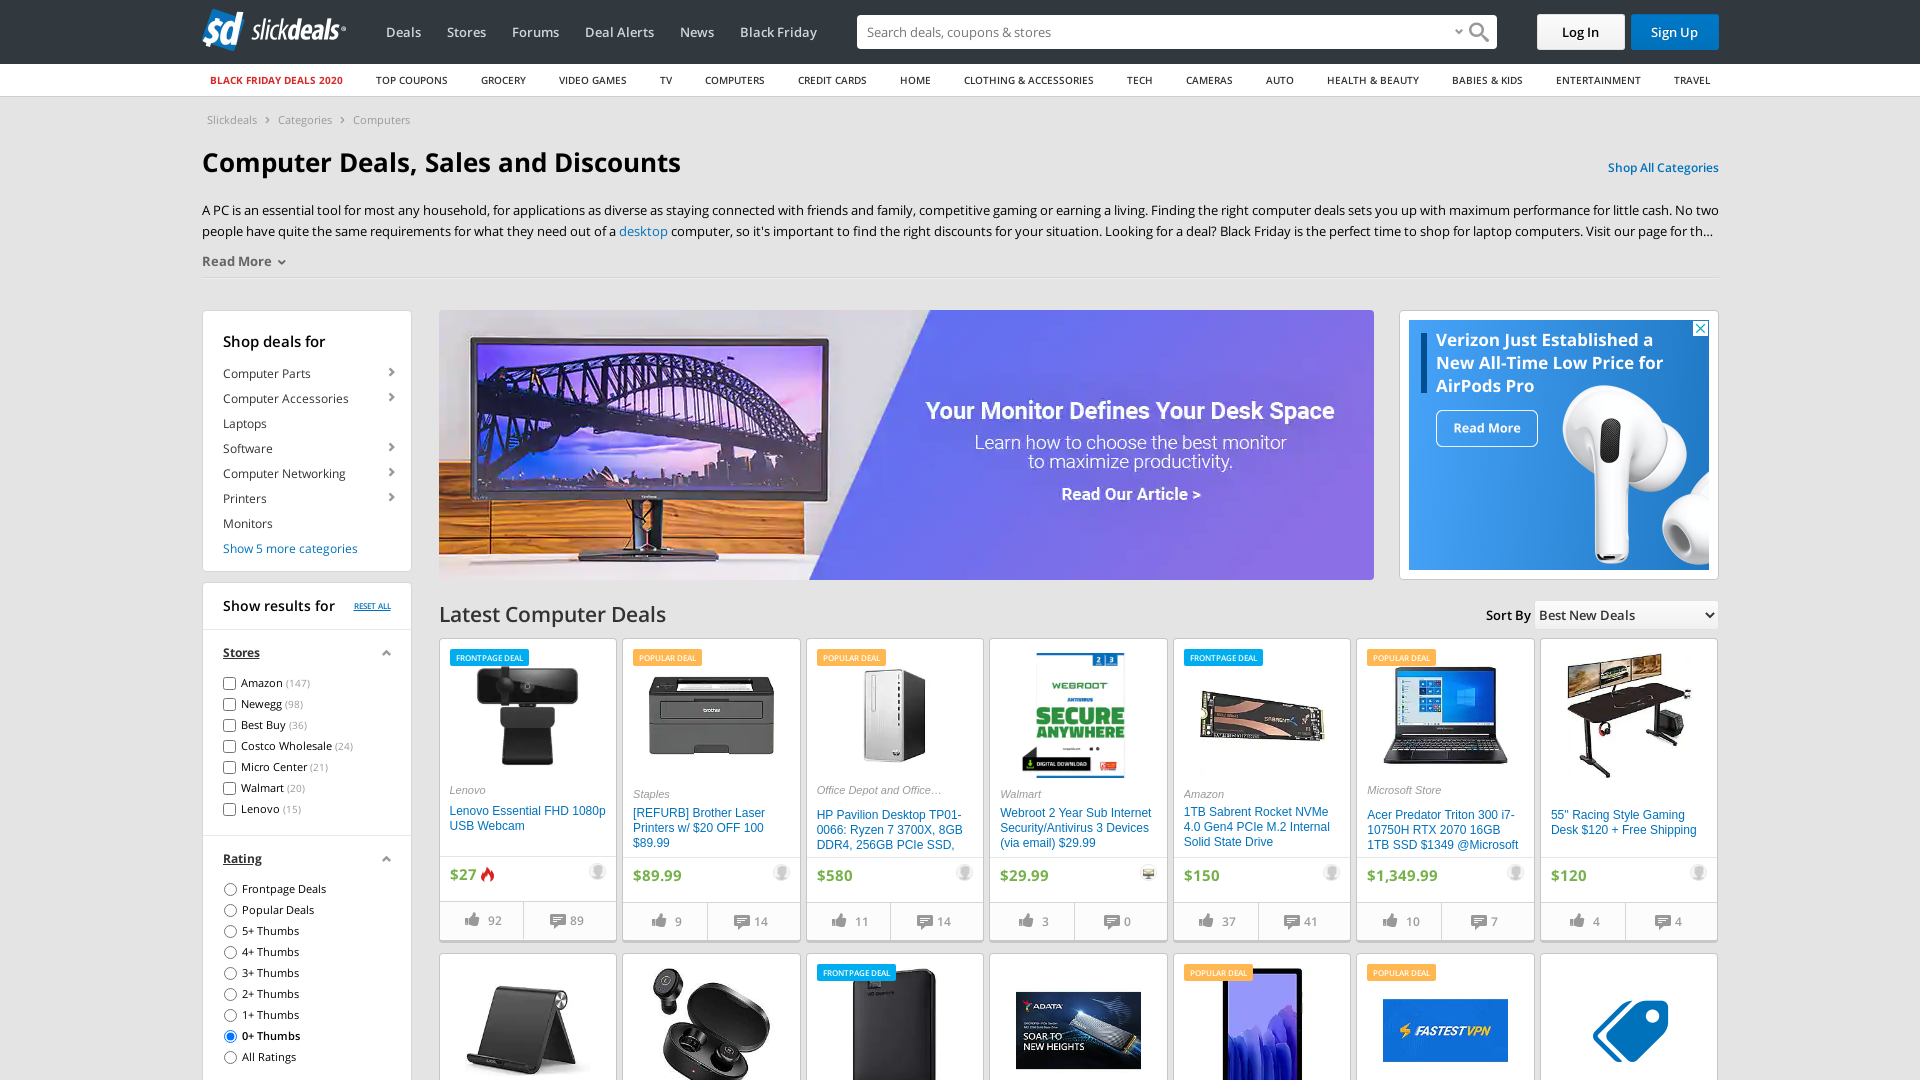 slickdeals
Deals
Stores
Forums
Deal Alerts
News
Black Friday
Search deals, coupons & stores
Log In
Sign Up
BLACK FRIDAY DEALS 2020
TOP COUPONS
GROCERY
VIDEO GAMES
TV
COMPUTERS
CREDIT CARDS
HOME
CLOTHING & ACCESSORIES
TECH
CAMERAS
AUTO
HEALTH & BEAUTY
BABIES & KIDS
ENTERTAINMENT
TRAVEL
Slickdeals > Categories > Computers
Computer Deals, Sales and Discounts
Shop All Categories
A PC is an essential tool for most any household, for applications as diverse as staying connected with friends and family, competitive gaming or earning a living. Finding the right computer deals sets you up with maximum performance for little cash. No two
people have quite the same requirements for what they need out of a desktop computer, so it's important to find the right discounts for your situation. Looking for a deal? Black Friday is the perfect time to shop for laptop computers. Visit our page for th...
Read More
Shop deals for
Computer Parts
Computer Accessories
Laptops
Software
Computer Networking
Printers
Monitors
Show 5 more categories
Your Monitor Defines Your Desk Space
Learn how to choose the best monitor
to maximize productivity.
Read Our Article >
Verizon Just Established a
New All-Time Low Price for
AirPods Pro
Read More
Show results for
RESET ALL
Stores
Amazon (147)
Newegg (98)
Best Buy (36)
Costco Wholesale (24)
Micro Center (21)
Walmart (20)
Lenovo (15)
Rating
Frontpage Deals
Popular Deals
5+ Thumbs
4+ Thumbs
3+ Thumbs
2+ Thumbs
1+ Thumbs
0+ Thumbs
All Ratings
Latest Computer Deals
Sort By
Best New Deals
FRONTPAGE DEAL
Lenovo
Lenovo Essential FHD 1080p
USB Webcam
$27
92
89
POPULAR DEAL
brother
Staples
[REFURB] Brother Laser
Printers w/ $20 OFF 100
$89.99
$89.99
9
14
POPULAR DEAL
Office Depot and Office...
HP Pavilion Desktop TP01-
0066: Ryzen 7 3700X, 8GB
DDR4, 256GB PCIe SSD,
$580
11
14
2 3
WEBROOT
ANTIVIRUS
SECURE
ANYWHERE
DIGITAL DOWNLOAD
Walmart
Webroot 2 Year Sub Internet
Security/Antivirus 3 Devices
(via email) $29.99
$29.99
3
0
FRONTPAGE DEAL
SABRENT
Amazon
1TB Sabrent Rocket NVMe
4.0 Gen4 PCIe M.2 Internal
Solid State Drive
$150
37
41
POPULAR DEAL
Microsoft Store
Acer Predator Triton 300 i7-
10750H RTX 2070 16GB
1TB SSD $1349 @Microsoft
$1,349.99
10
7
55" Racing Style Gaming
Desk $120 + Free Shipping
$120
4
4
FRONTPAGE DEAL
ADATA
SOAR TO
NEW HEIGHTS
POPULAR DEAL
POPULAR DEAL
FASTESTVPN